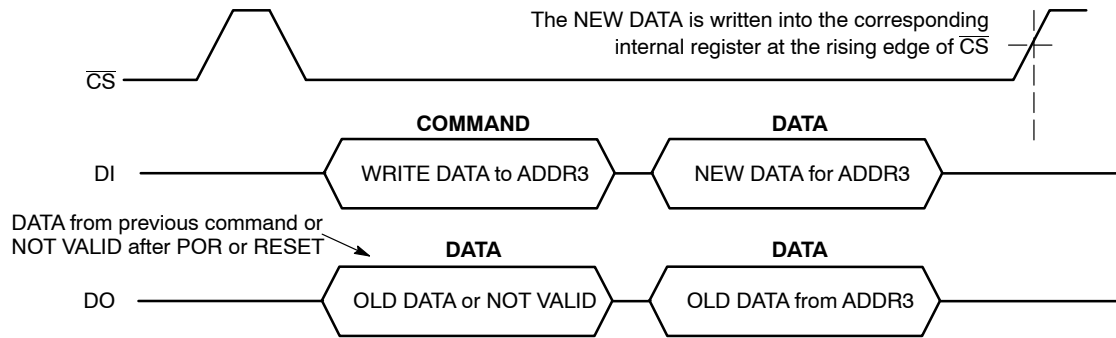 The NEW DATA is written into the corresponding
internal register at the rising edge of C̅S̅
C̅S̅
COMMAND
DATA
DI
WRITE DATA to ADDR3
NEW DATA for ADDR3
DATA from previous command or
NOT VALID after POR or RESET
DATA
DATA
DO
OLD DATA or NOT VALID
OLD DATA from ADDR3